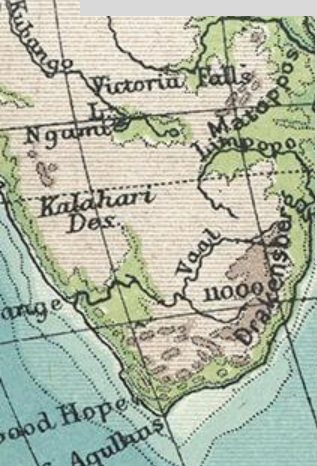 Kubango
Victoria Falls
L.
Ngami
Matoppos
Limpopo
Kalahari
Des.
Vaal
11000
Drakensberg
ange
ood Hope
Agulhas